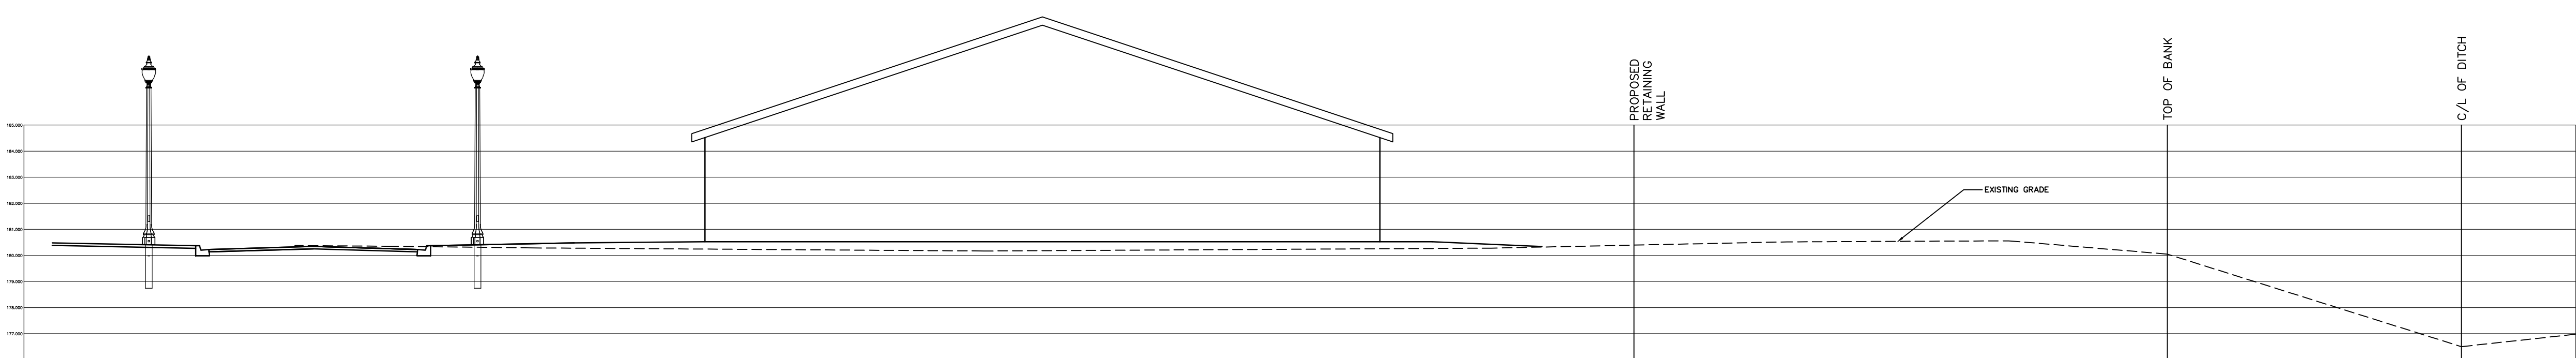 PROPOSED
RETAINING
WALL
TOP OF BANK
C/L OF DITCH
185.000
184.000
183.000
182.000
EXISTING GRADE
181.000
180.000
179.000
178.000
177.000